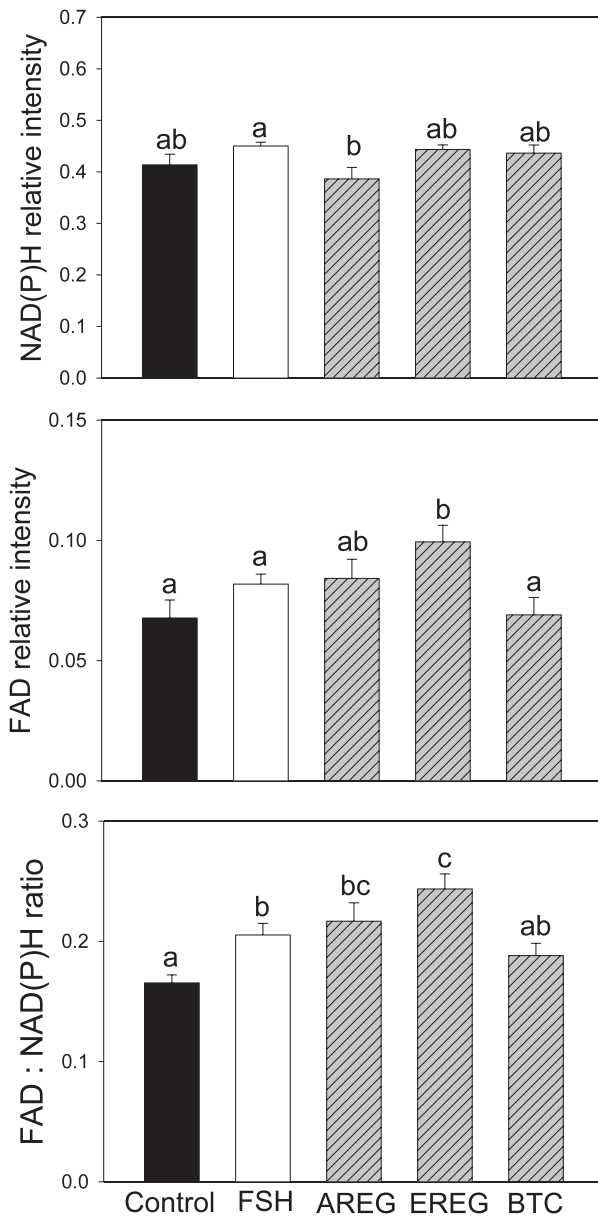 NAD(P)H relative intensity
0.7
0.6
0.5
0.4
0.3
0.2
0.1
0.0
ab
a
b
ab
ab
FAD relative intensity
0.15
0.10
0.05
0.00
a
a
ab
b
a
FAD : NAD(P)H ratio
0.3
0.2
0.1
0.0
a
b
bc
c
ab
Control FSH AREG EREG BTC